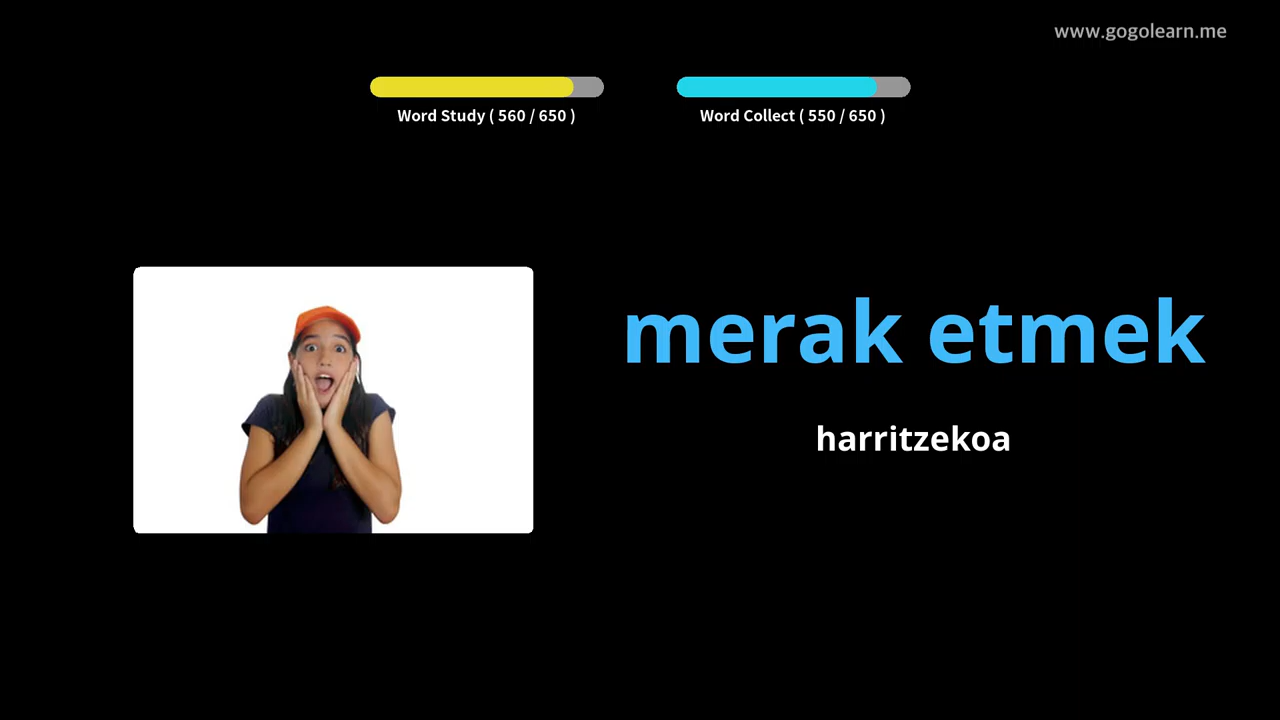 www.gogolearn.me
Word Study ( 560 / 650 )
Word Collect ( 550 / 650 )
merak etmek
harritzekoa